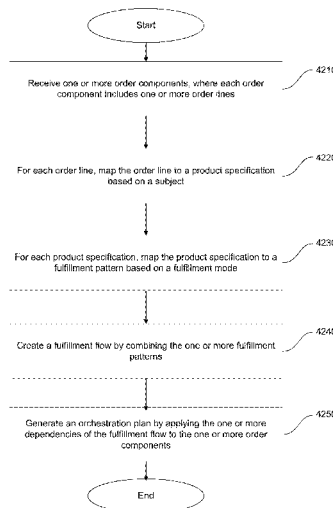 Start
4210
Receive one or more order components, where each order
component includes one or more order lines
4220
For each order line, map the order line to a product specification
based on a subject
4230
For each product specification, map the product specification to a
fulfillment pattern based on a fulfillment mode
4240
Create a fulfillment flow by combining the one or more fulfillment
patterns
4250
Generate an orchestration plan by applying the one or more
dependencies of the fulfillment flow to the one or more order
components
End